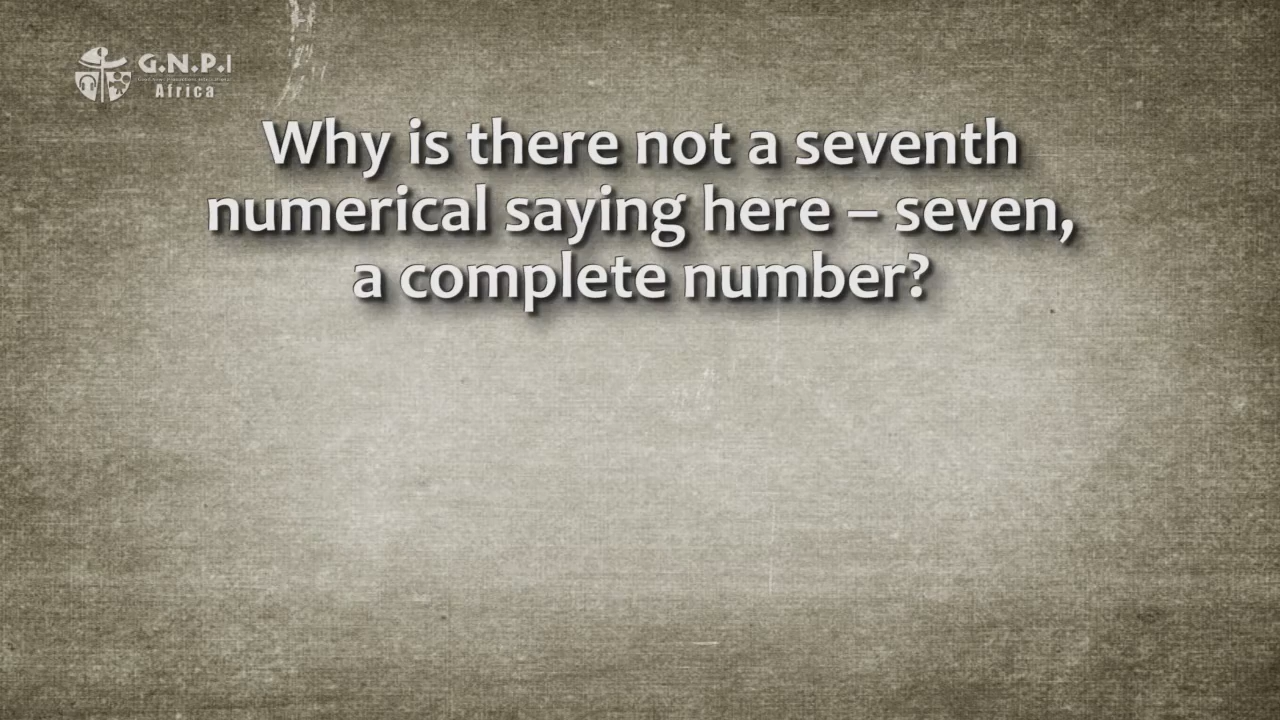 G.N.P.I
Africa
Why is there not a seventh
numerical saying here – seven,
a complete number?